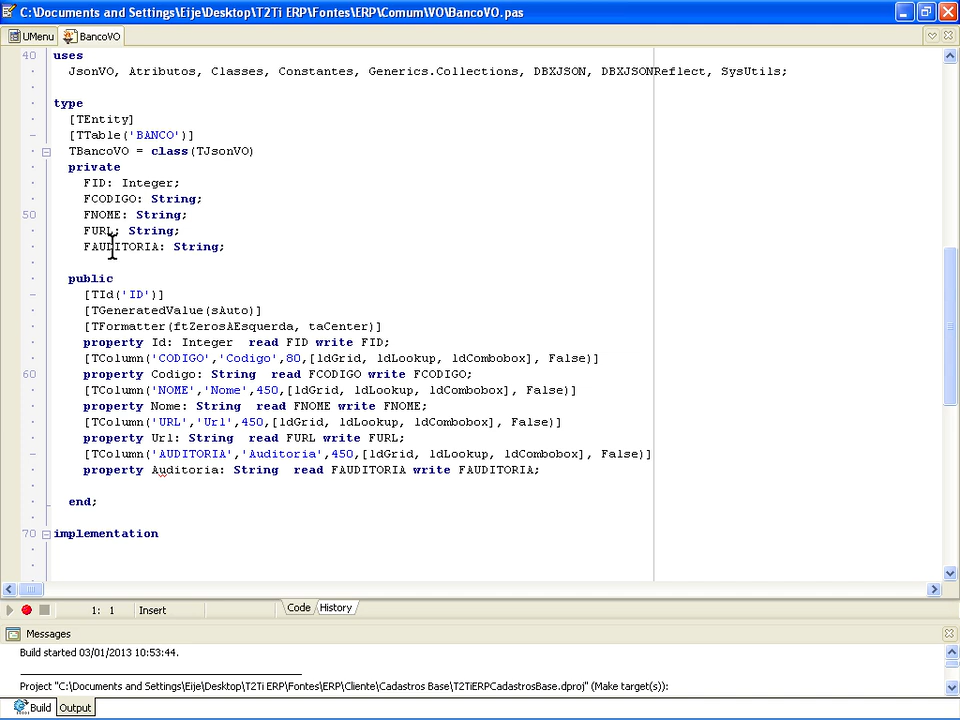 C:\Documents and Settings\Eije\Desktop\T2Ti ERP\Fontes\ERP\Comum\VO\BancoVO.pas
UMenu BancoVO
40 uses
JsonVO, Atributos, Classes, Constantes, Generics.Collections, DBXJSON, DBXJSONReflect, SysUtils;
type
[TEntity]
[TTable('BANCO')]
TBancoVO = class(TJsonVO)
private
FID: Integer;
FCODIGO: String;
50 FNOME: String;
FURL: String;
FAUDITORIA: String;
public
[TId('ID')]
[TGeneratedValue(sAuto)]
[TFormatter(ftZerosAEsquerda, taCenter)]
property Id: Integer  read FID write FID;
[TColumn('CODIGO','Codigo',80,[ldGrid, ldLookup, ldCombobox], False)]
60 property Codigo: String  read FCODIGO write FCODIGO;
[TColumn('NOME','Nome',450,[ldGrid, ldLookup, ldCombobox], False)]
property Nome: String  read FNOME write FNOME;
[TColumn('URL','Url',450,[ldGrid, ldLookup, ldCombobox], False)]
property Url: String  read FURL write FURL;
[TColumn('AUDITORIA','Auditoria',450,[ldGrid, ldLookup, ldCombobox], False)]
property Auditoria: String  read FAUDITORIA write FAUDITORIA;
end;
70 implementation
1: 1 Insert Code History
Messages
Build started 03/01/2013 10:53:44.
Project "C:\Documents and Settings\Eije\Desktop\T2Ti ERP\Fontes\ERP\Cliente\Cadastros Base\T2TiERPCadastrosBase.dproj" (Make target(s)):
Build Output